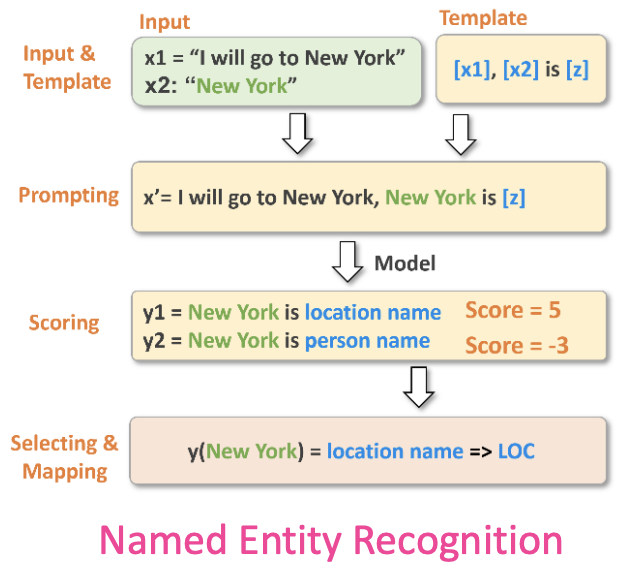 Input
Template
Input &
Template
x1 = “I will go to New York”
x2: “New York”
[x1], [x2] is [z]
Prompting
x’= I will go to New York, New York is [z]
Model
Scoring
y1 = New York is location name Score = 5
y2 = New York is person name Score = -3
Selecting &
Mapping
y(New York) = location name => LOC
Named Entity Recognition